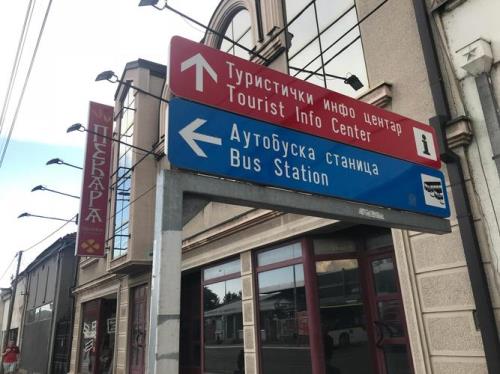 Туристички инфо центар
Tourist Info Center
i
Аутобуска станица
Bus Station
ПЕКАРА